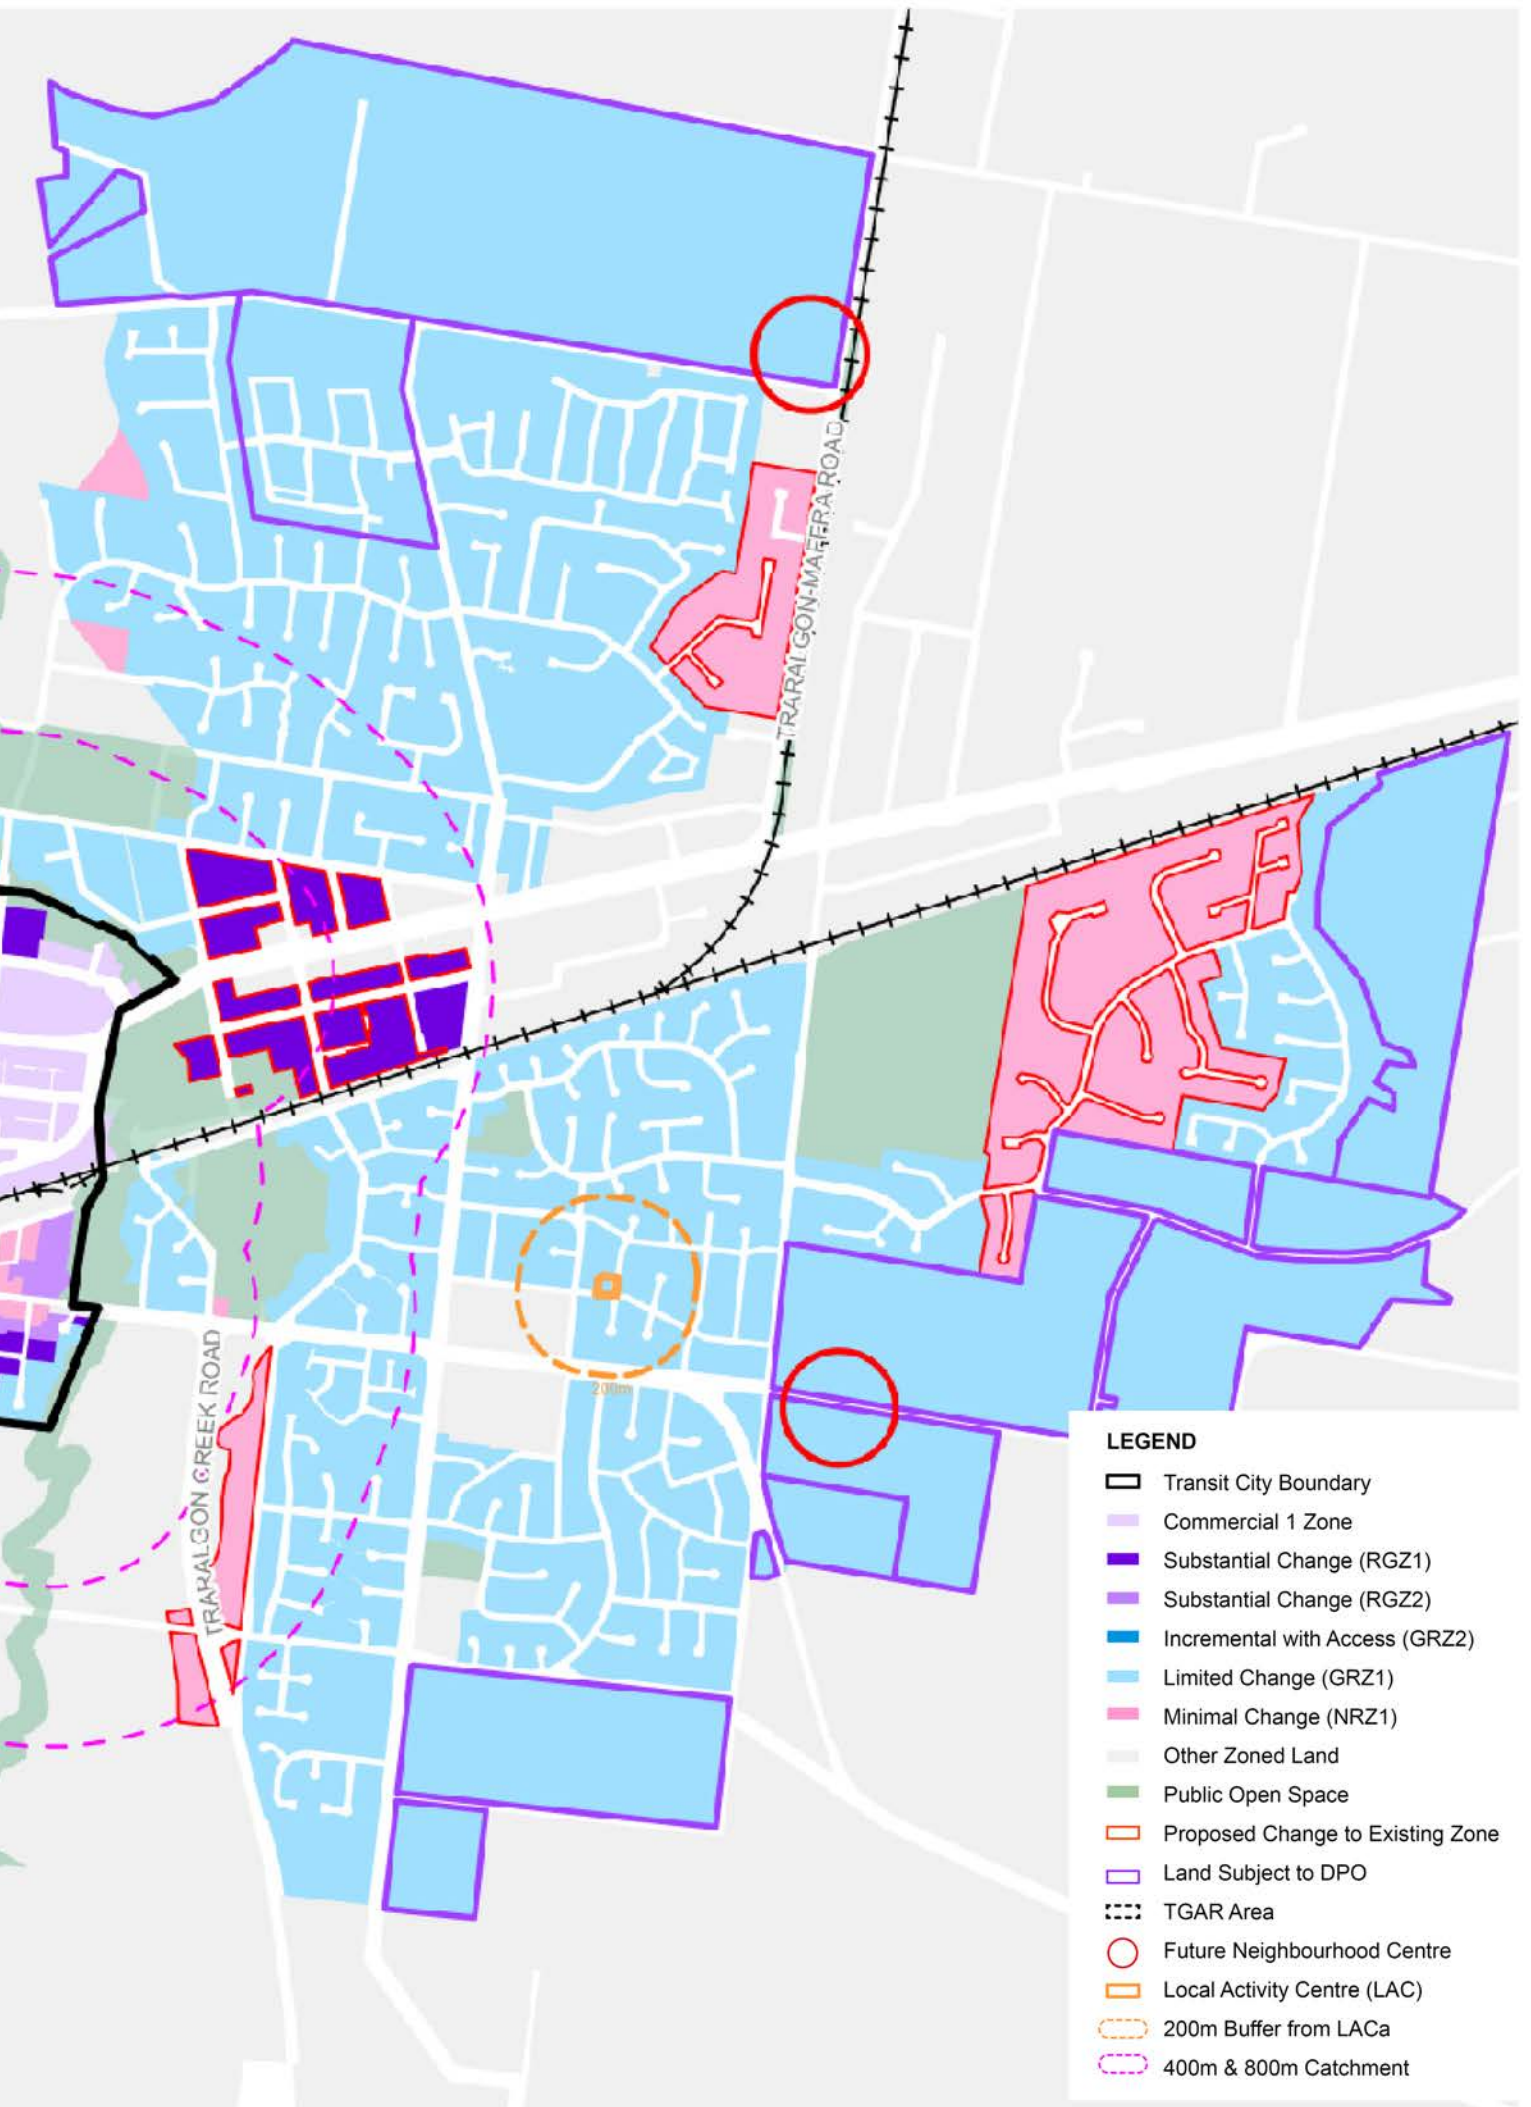 TRARALGON-MAFFRA ROAD
200m
TRARALGON CREEK ROAD
LEGEND
Transit City Boundary
Commercial 1 Zone
Substantial Change (RGZ1)
Substantial Change (RGZ2)
Incremental with Access (GRZ2)
Limited Change (GRZ1)
Minimal Change (NRZ1)
Other Zoned Land
Public Open Space
Proposed Change to Existing Zone
Land Subject to DPO
TGAR Area
Future Neighbourhood Centre
Local Activity Centre (LAC)
200m Buffer from LACa
400m & 800m Catchment